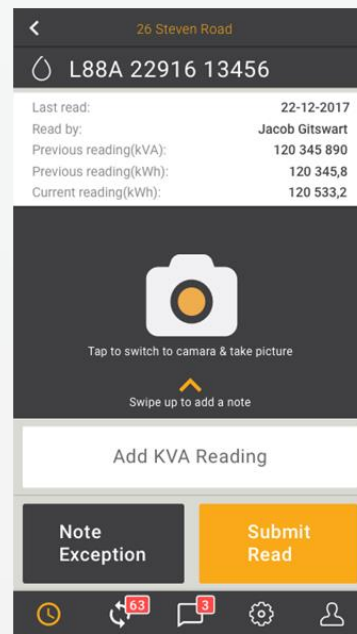 26 Steven Road
L88A 22916 13456
Last read: 22-12-2017
Read by: Jacob Gitswart
Previous reading(kVA): 120 345 890
Previous reading(kWh): 120 345,8
Current reading(kWh): 120 533,2
Tap to switch to camara & take picture
Swipe up to add a note
Add KVA Reading
Note
Exception
Submit
Read
63
3